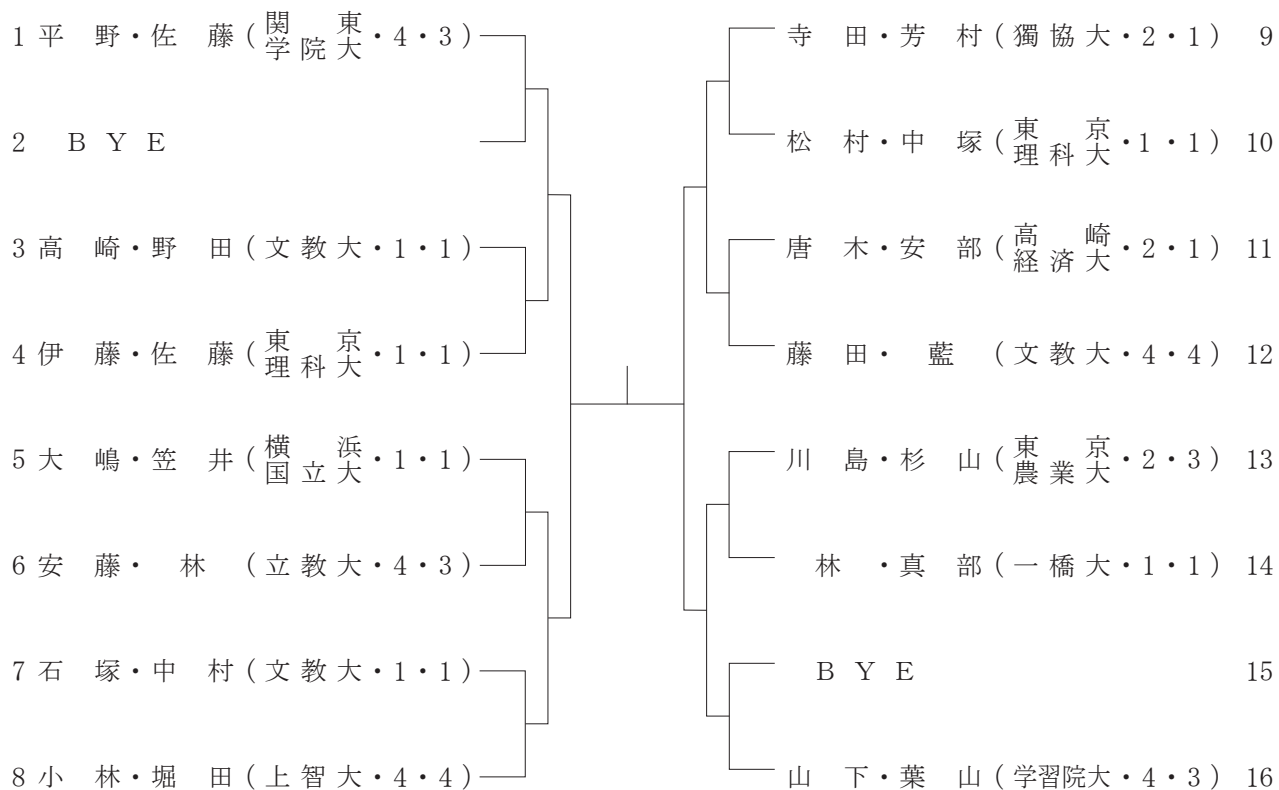 1 平野・佐藤(関東学院大・4・3)
2 BYE
3 高崎・野田(文教大・1・1)
4 伊藤・佐藤(東京理科大・1・1)
5 大嶋・笠井(横浜国立大・1・1)
6 安藤・林(立教大・4・3)
7 石塚・中村(文教大・1・1)
8 小林・堀田(上智大・4・4)
寺田・芳村(獨協大・2・1) 9
松村・中塚(東京理科大・1・1) 10
唐木・安部(高崎経済大・2・1) 11
藤田・藍(文教大・4・4) 12
川島・杉山(東京農業大・2・3) 13
林・真部(一橋大・1・1) 14
BYE 15
山下・葉山(学習院大・4・3) 16